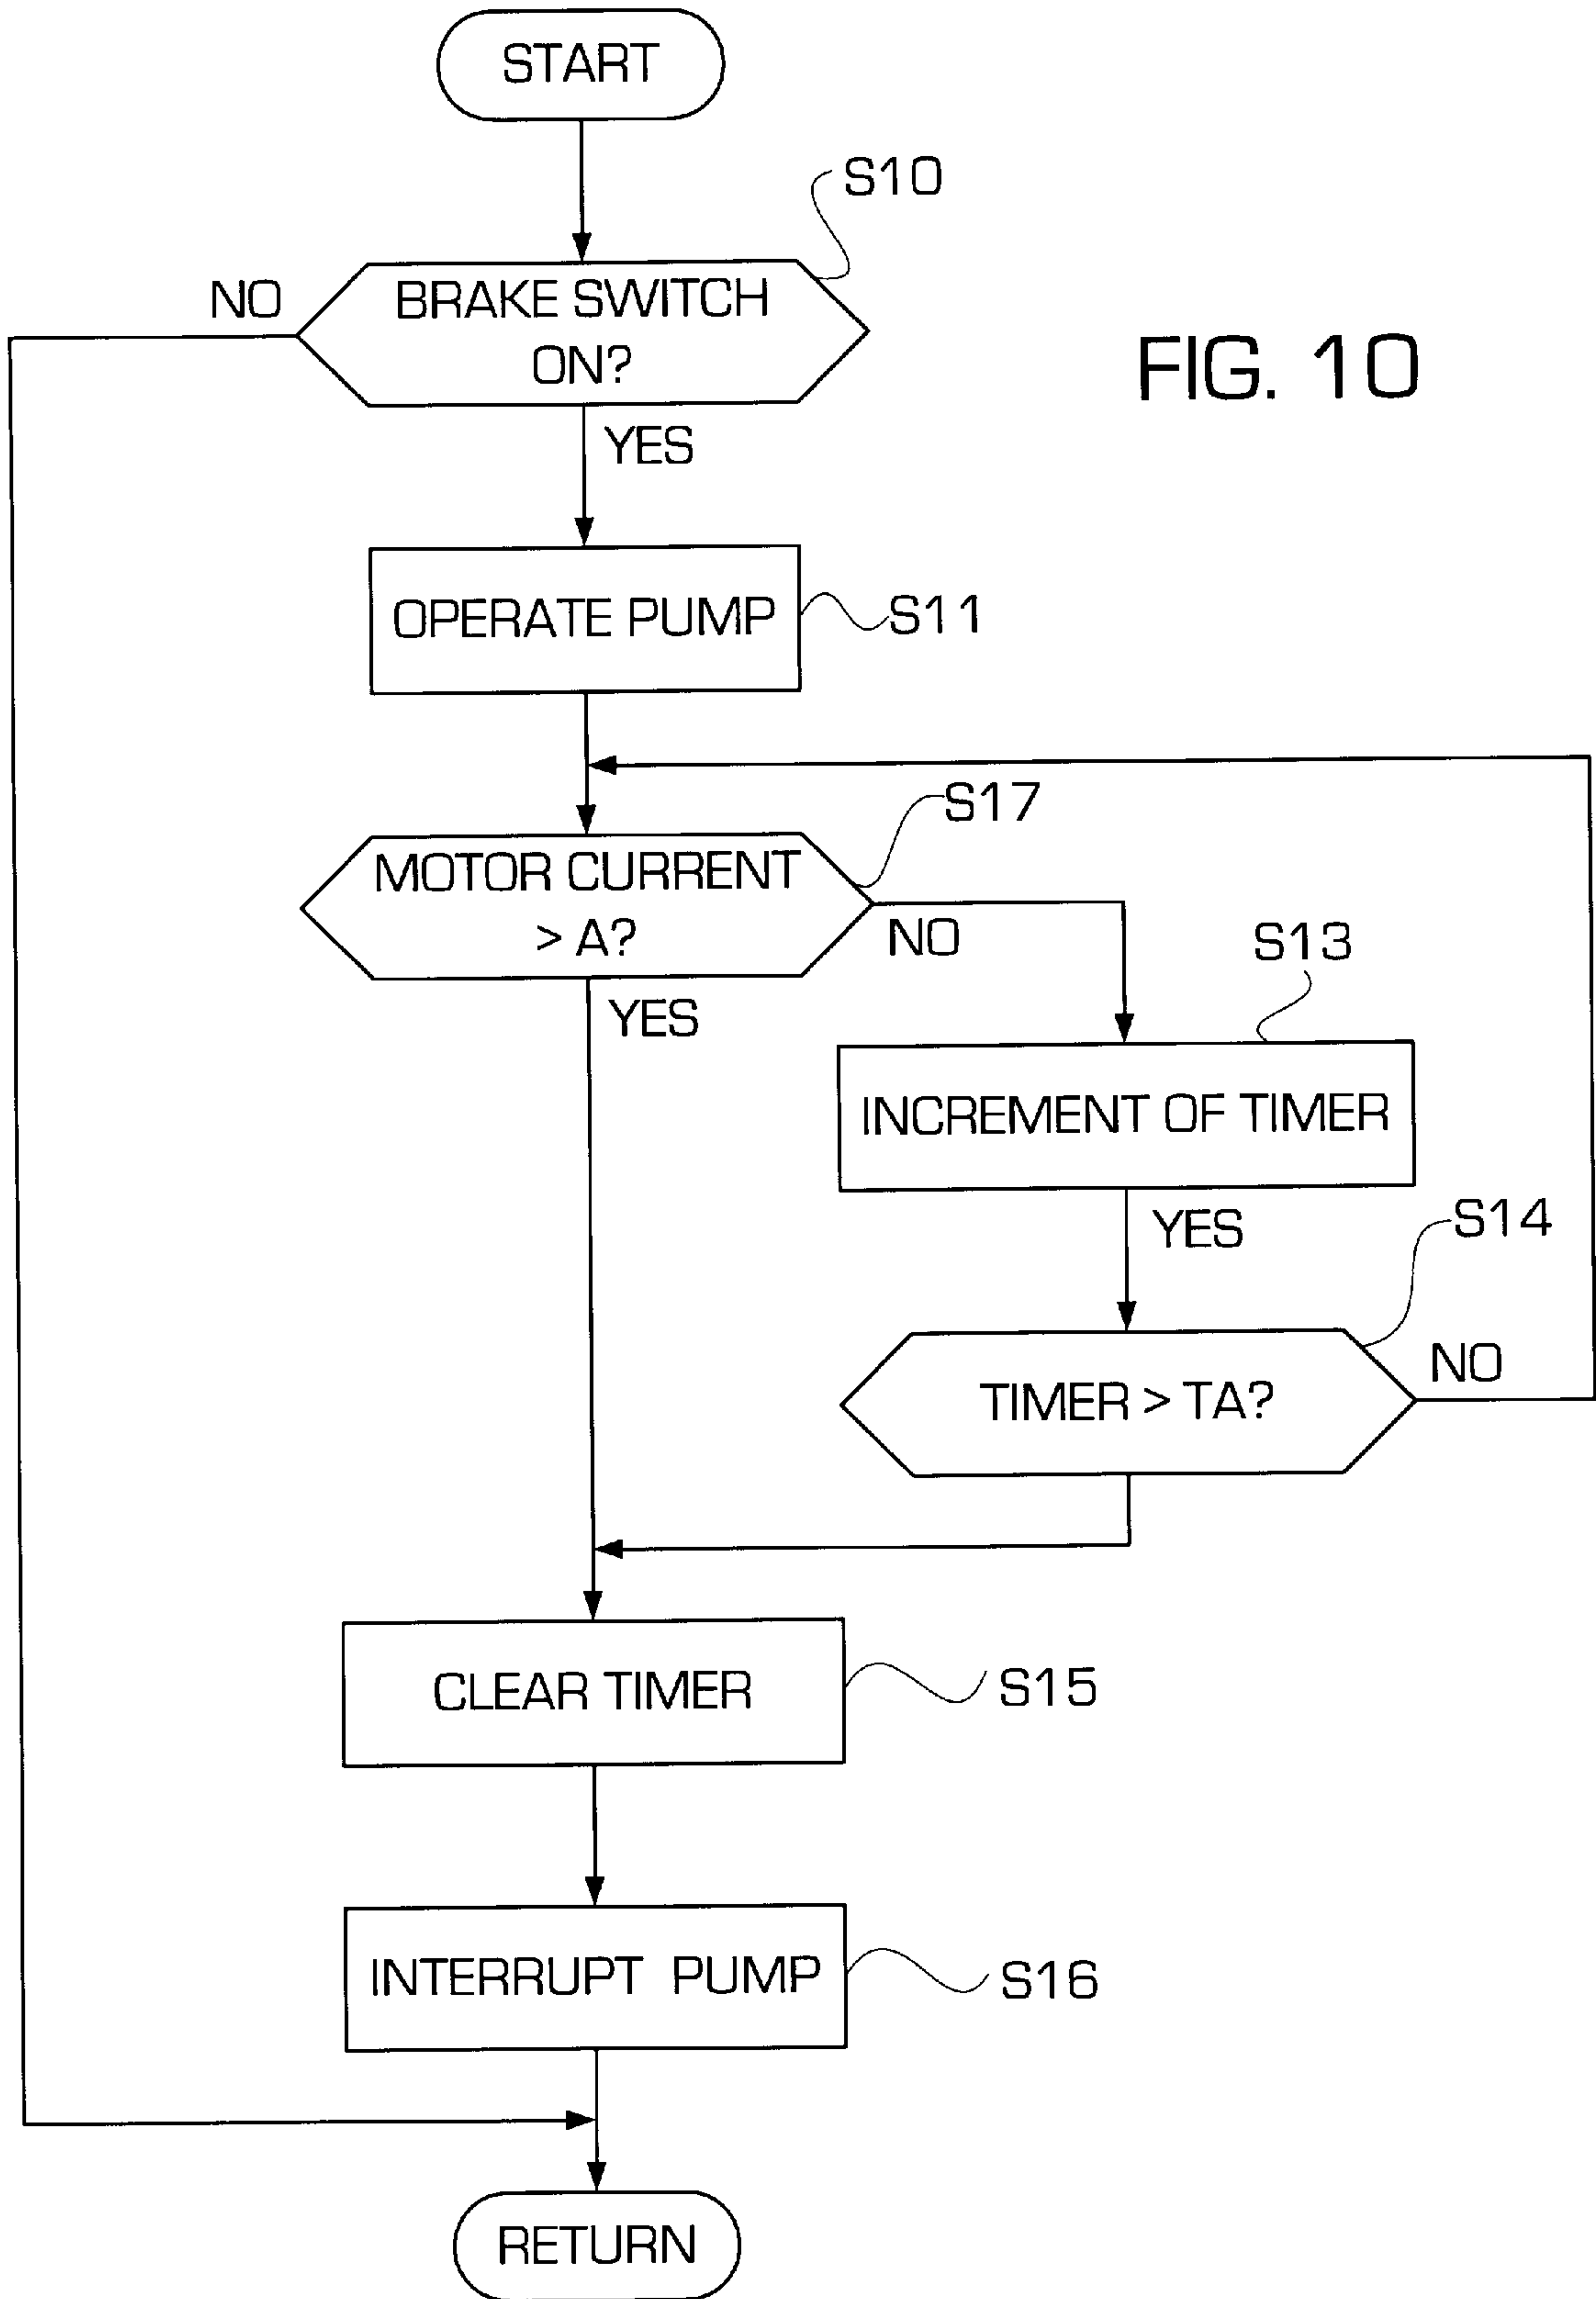 START
S10
NO
BRAKE SWITCH
ON?
FIG. 10
YES
OPERATE PUMP
S11
S17
MOTOR CURRENT
> A?
NO
S13
YES
INCREMENT OF TIMER
YES
S14
NO
TIMER > TA?
CLEAR TIMER
S15
INTERRUPT PUMP
S16
RETURN